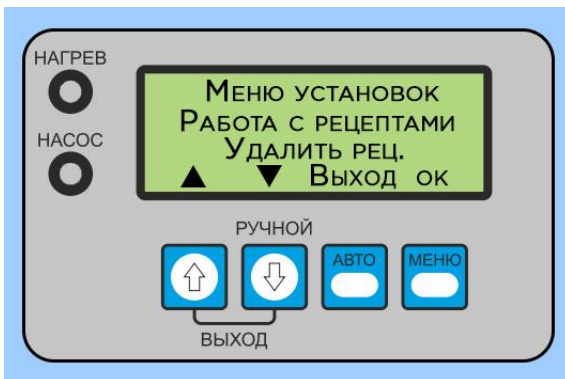 НАГРЕВ
НАСОС
Меню установок
Работа с рецептами
Удалить рец.
▲ ▼ Выход ок
РУЧНОЙ
АВТО МЕНЮ
ВЫХОД